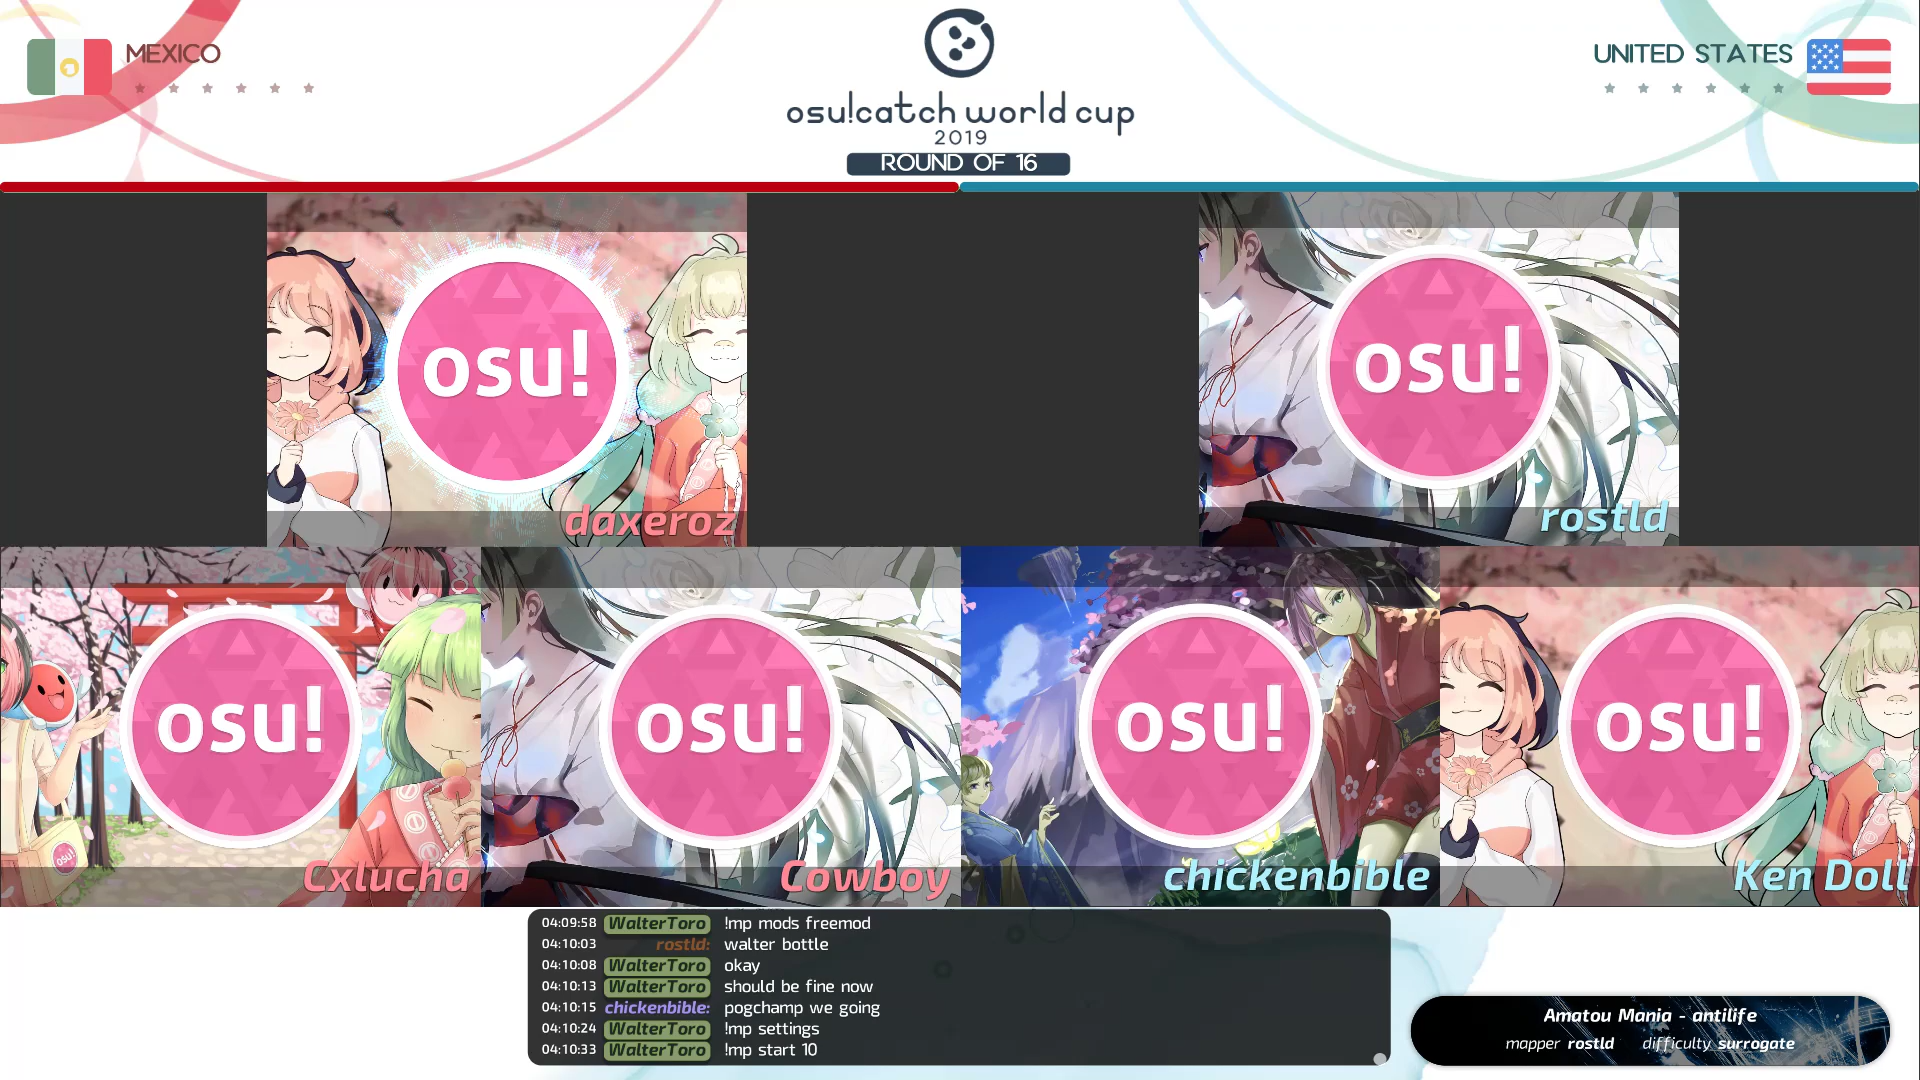 MEXICO
UNITED STATES
osu!catch world cup
2019
ROUND OF 16
osu!
daxeroz
osu!
rostld
osu!
Cxlucha
osu!
Cowboy
osu!
chickenbible
osu!
Ken Doll
04:09:58 WalterToro !mp mods freemod
04:10:03 rostld: walter bottle
04:10:08 WalterToro okay
04:10:13 WalterToro should be fine now
04:10:15 chickenbible: pogchamp we going
04:10:24 WalterToro !mp settings
04:10:33 WalterToro !mp start 10
Amatou Mania - antilife
mapper rostld difficulty surrogate